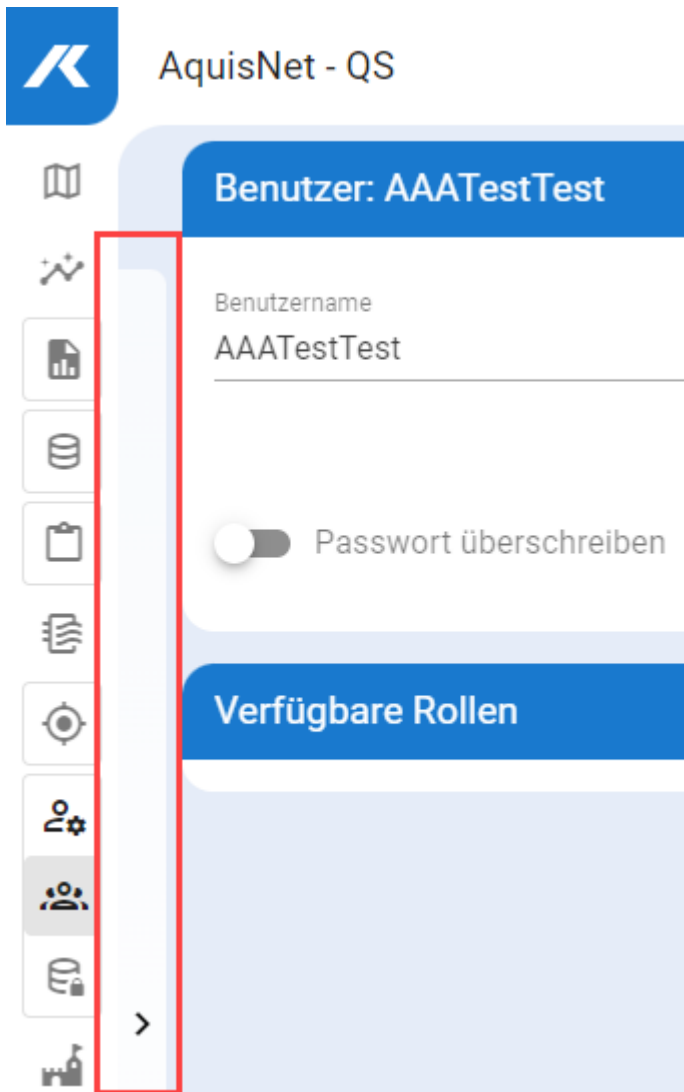 AquisNet - QS
Benutzer: AAATestTest
Benutzername
AAATestTest
Passwort überschreiben
Verfügbare Rollen